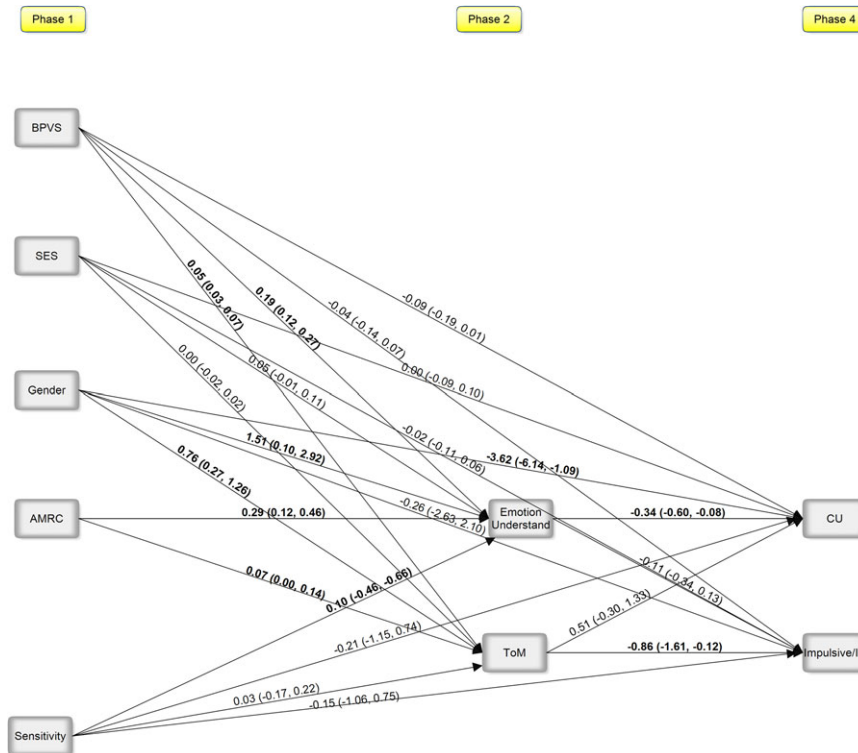 Phase 1
Phase 2
Phase 4
BPVS
SES
Gender
AMRC
Sensitivity
Emotion
Understand
ToM
CU
Impulsive/I
0.05 (0.03, 0.07)
0.19 (0.12, 0.27)
-0.04 (-0.14, 0.07)
-0.09 (-0.19, 0.01)
0.00 (-0.02, 0.02)
0.05 (-0.01, 0.11)
-0.02 (-0.11, 0.06)
0.00 (-0.09, 0.10)
0.76 (0.27, 1.26)
1.51 (0.10, 2.92)
-0.26 (-2.63, 2.10)
-3.62 (-6.14, -1.09)
0.29 (0.12, 0.46)
0.07 (0.00, 0.14)
0.10 (-0.46, -0.66)
-0.21 (-1.15, 0.74)
0.03 (-0.17, 0.22)
-0.15 (-1.06, 0.75)
-0.34 (-0.60, -0.08)
-0.11 (-0.34, 0.13)
0.51 (-0.30, 1.33)
-0.86 (-1.61, -0.12)